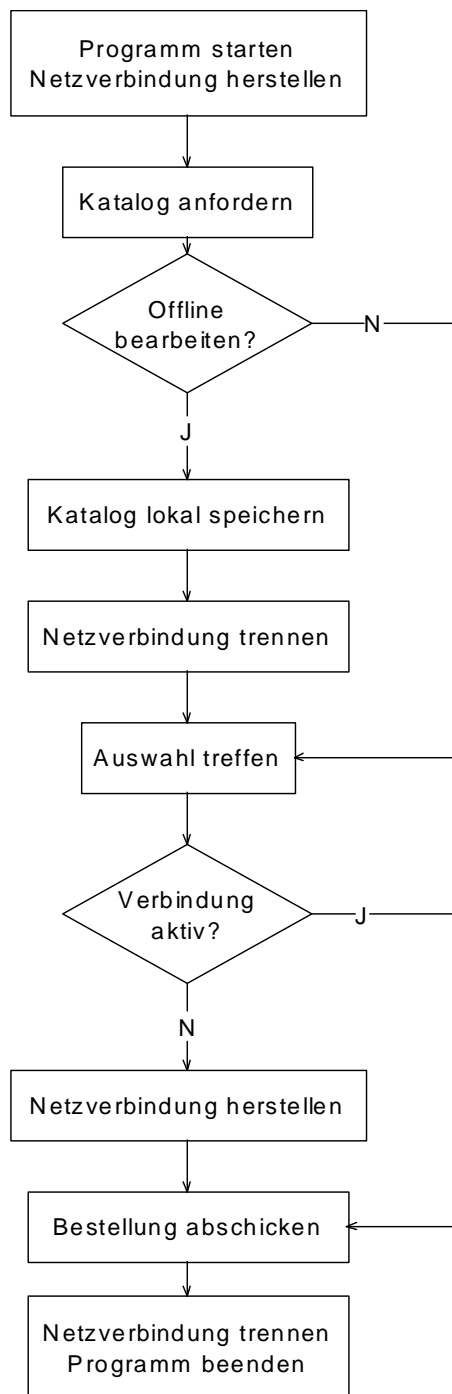 Programm starten
Netzverbindung herstellen
Katalog anfordern
Offline
bearbeiten?
N
J
Katalog lokal speichern
Netzverbindung trennen
Auswahl treffen
Verbindung
aktiv?
J
N
Netzverbindung herstellen
Bestellung abschicken
Netzverbindung trennen
Programm beenden